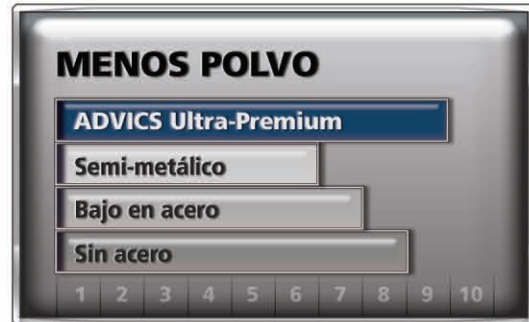 MENOS POLVO
ADVICS Ultra-Premium
Semi-metálico
Bajo en acero
Sin acero
1 2 3 4 5 6 7 8 9 10